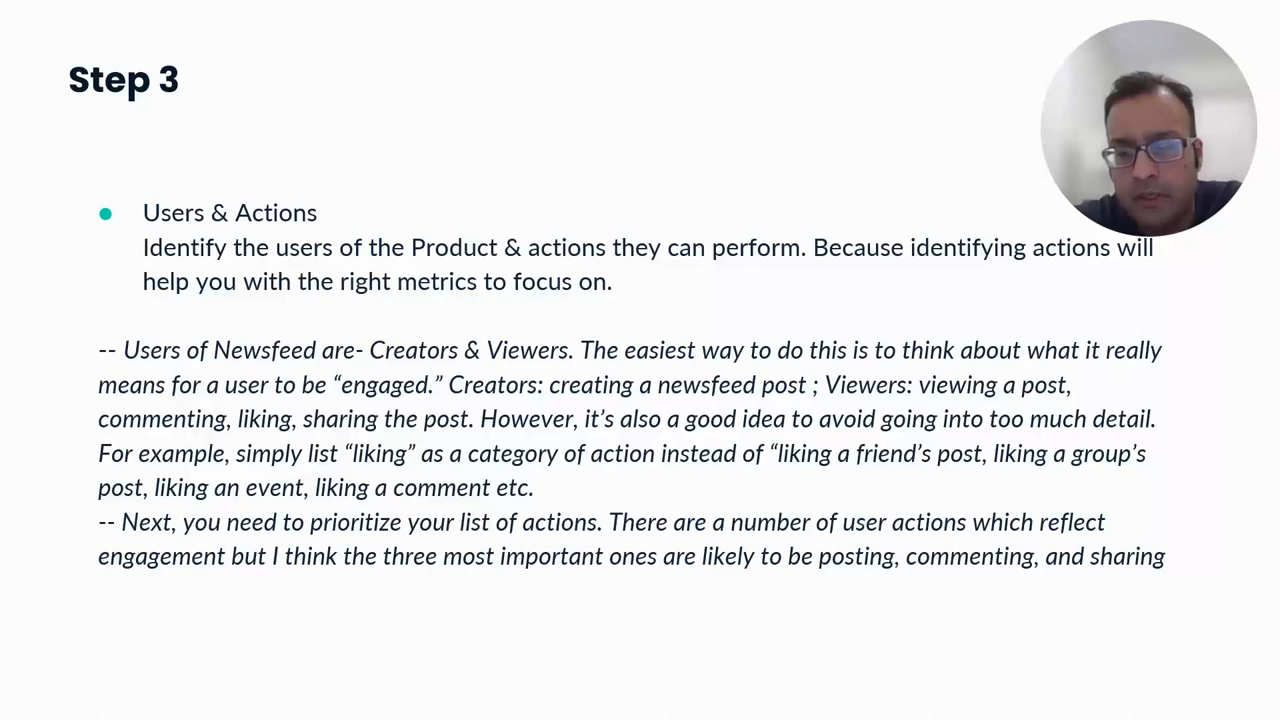 Step 3
Users & Actions
Identify the users of the Product & actions they can perform. Because identifying actions will
help you with the right metrics to focus on.
-- Users of Newsfeed are- Creators & Viewers. The easiest way to do this is to think about what it really
means for a user to be “engaged.” Creators: creating a newsfeed post ; Viewers: viewing a post,
commenting, liking, sharing the post. However, it’s also a good idea to avoid going into too much detail.
For example, simply list “liking” as a category of action instead of “liking a friend’s post, liking a group’s
post, liking an event, liking a comment etc.
-- Next, you need to prioritize your list of actions. There are a number of user actions which reflect
engagement but I think the three most important ones are likely to be posting, commenting, and sharing